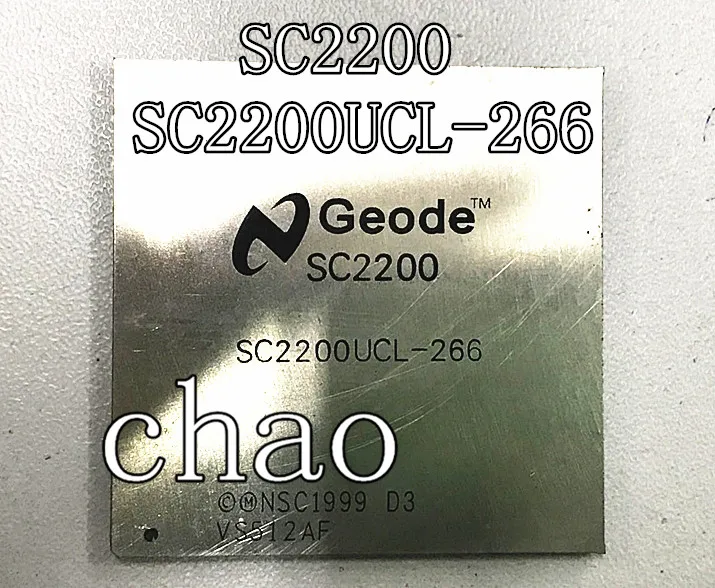 SC2200
SC2200UCL-266
Geode™
SC2200
SC2200UCL-266
chao
©ⓂNSC1999 D3
VS512AF